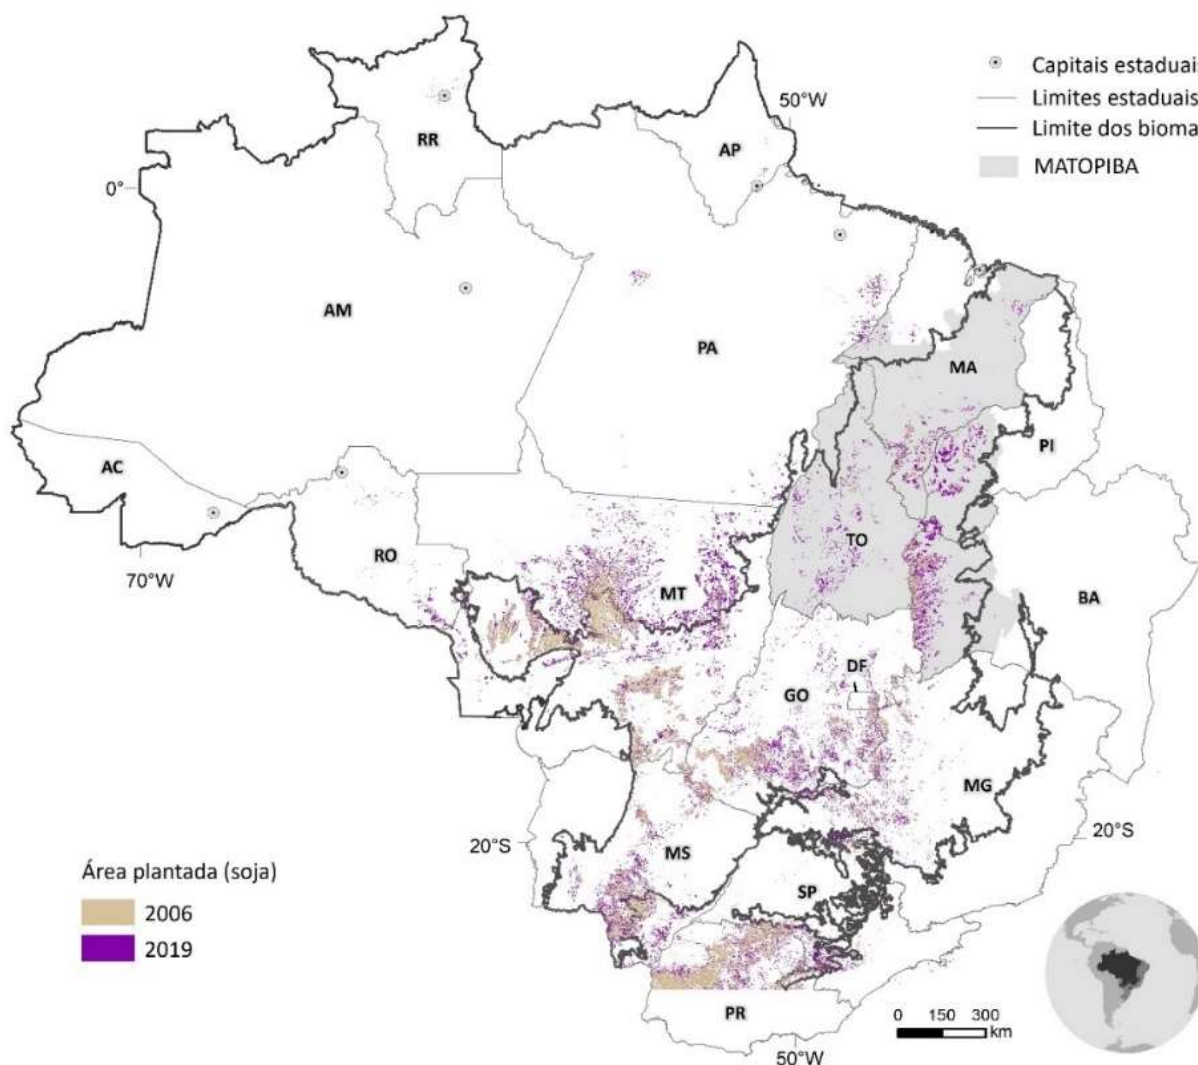 Capitais estaduais
50°W
Limites estaduais
Limite dos biomas
RR
AP
MATOPIBA
0°
AM
PA
MA
AC
PI
RO
TO
70°W
MT
BA
DF
GO
MG
20°S
20°S
MS
Área plantada (soja)
SP
2006
2019
PR
0 150 300
km
50°W